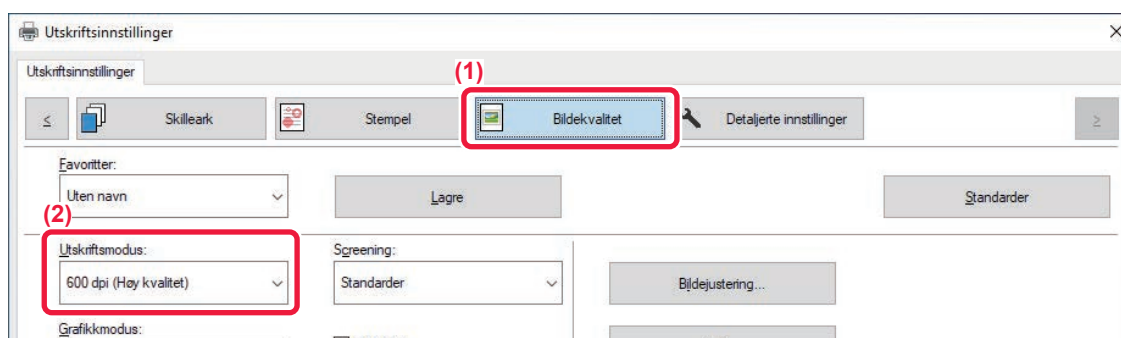 Utskriftsinnstillinger
Utskriftsinnstillinger
(1)
< Skilleark Stempel Bildekvalitet Detaljerte innstillinger >
Favoritter:
Uten navn Lagre Standarder
(2)
Utskriftsmodus: Screening:
600 dpi (Høy kvalitet) Standarder Bildejustering...
Grafikkmodus: